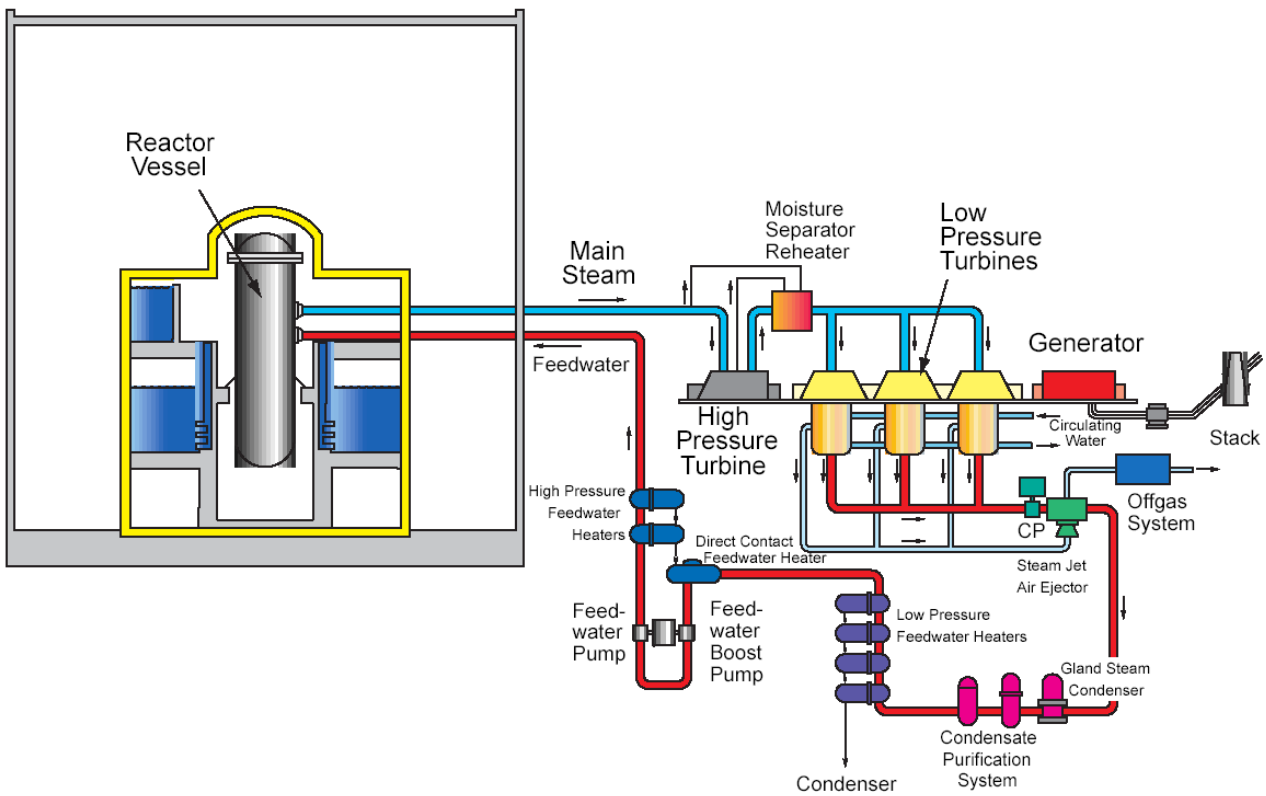 Reactor
Vessel
Main
Steam
Feedwater
Moisture
Separator
Reheater
Low
Pressure
Turbines
Generator
High
Pressure
Turbine
Circulating
Water
Stack
Offgas
System
CP
Steam Jet
Air Ejector
High Pressure
Feedwater
Heaters
Direct Contact
Feedwater Heater
Feed-
water
Pump
Feed-
water
Boost
Pump
Low Pressure
Feedwater Heaters
Gland Steam
Condenser
Condensate
Purification
System
Condenser